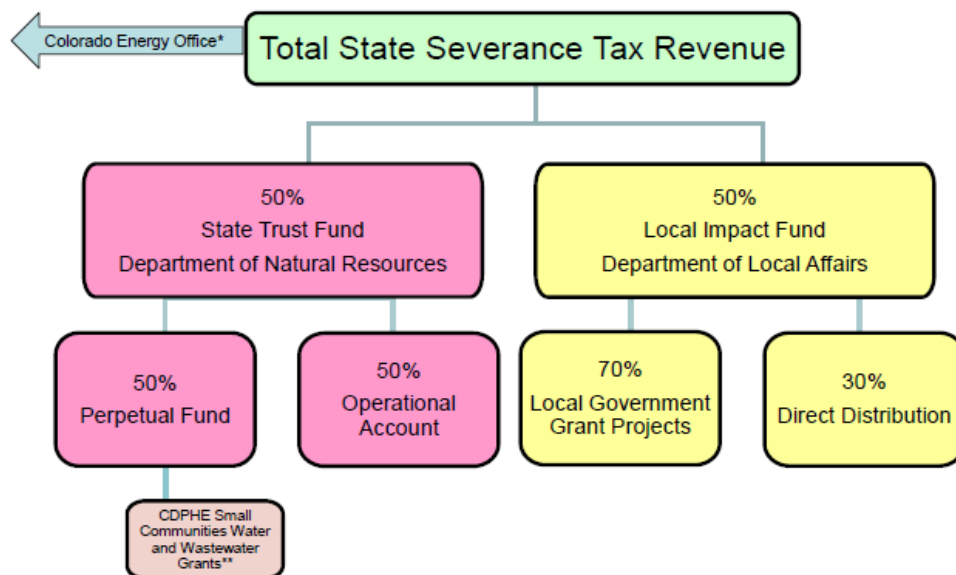 Colorado Energy Office*
Total State Severance Tax Revenue
50%
State Trust Fund
Department of Natural Resources
50%
Local Impact Fund
Department of Local Affairs
50%
Perpetual Fund
50%
Operational
Account
70%
Local Government
Grant Projects
30%
Direct Distribution
CDPHE Small
Communities Water
and Wastewater
Grants**